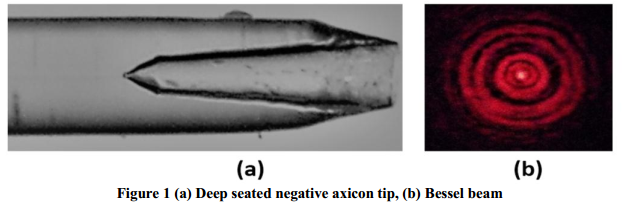 (a) (b)
Figure 1 (a) Deep seated negative axicon tip, (b) Bessel beam